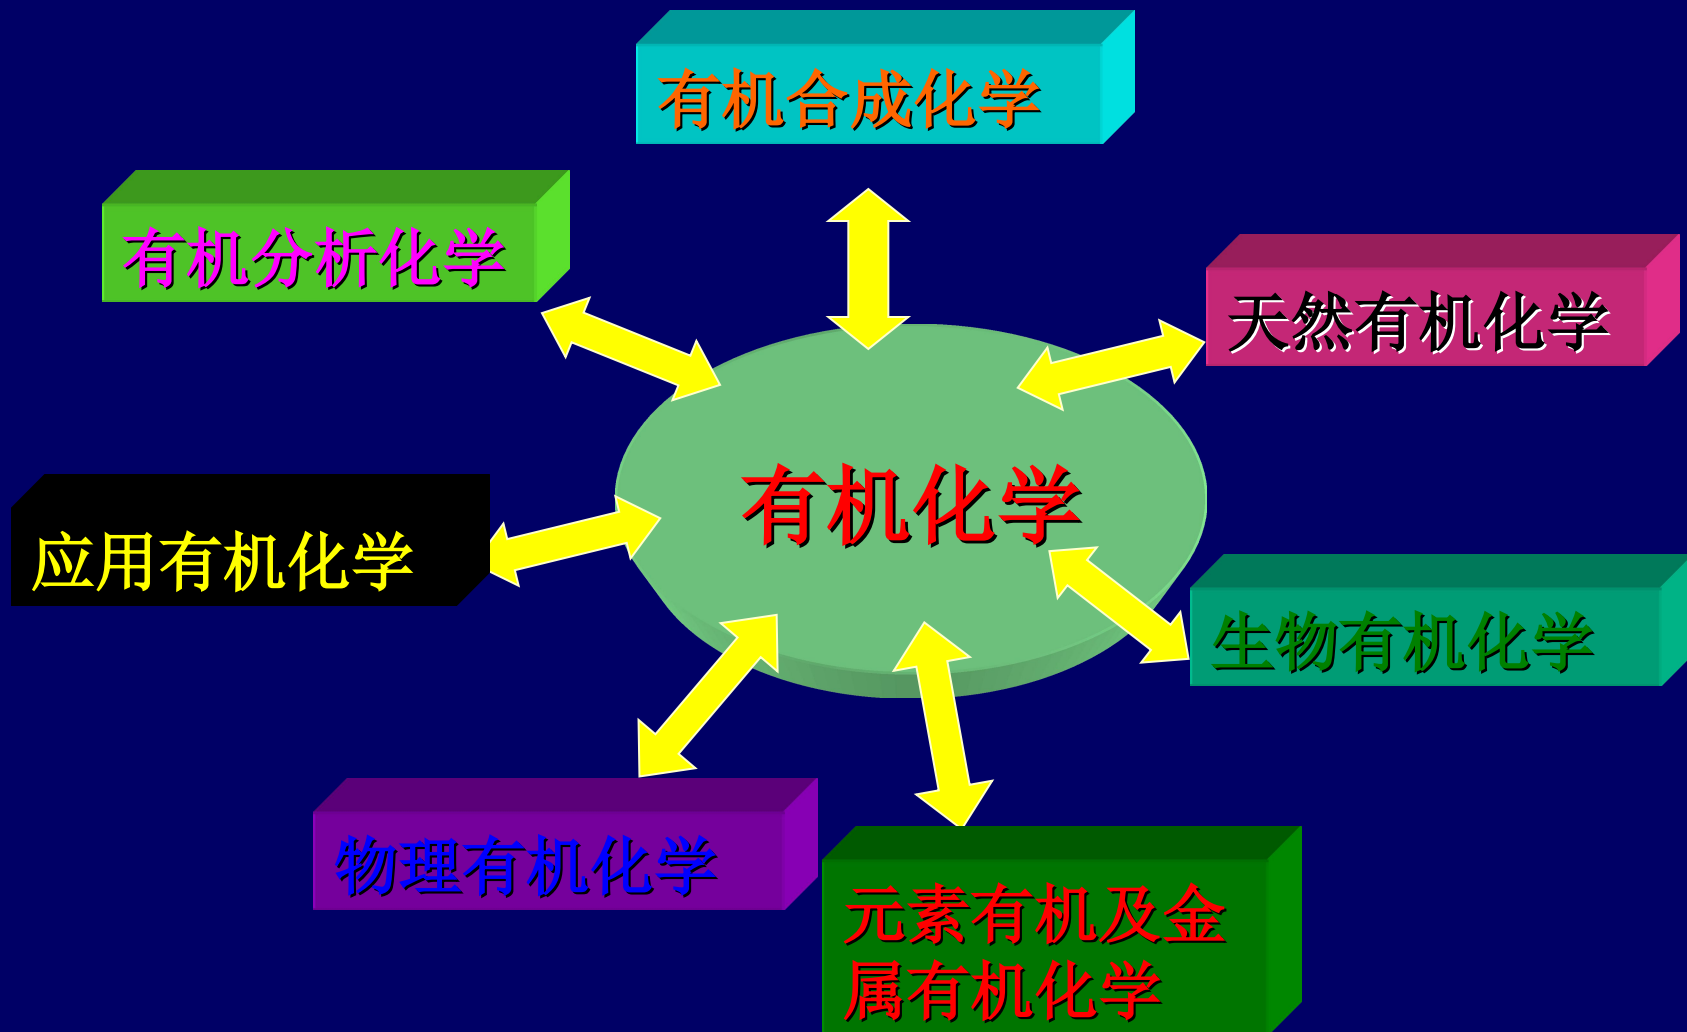 有机合成化学
有机分析化学
天然有机化学
有机化学
应用有机化学
生物有机化学
物理有机化学
元素有机及金
属有机化学